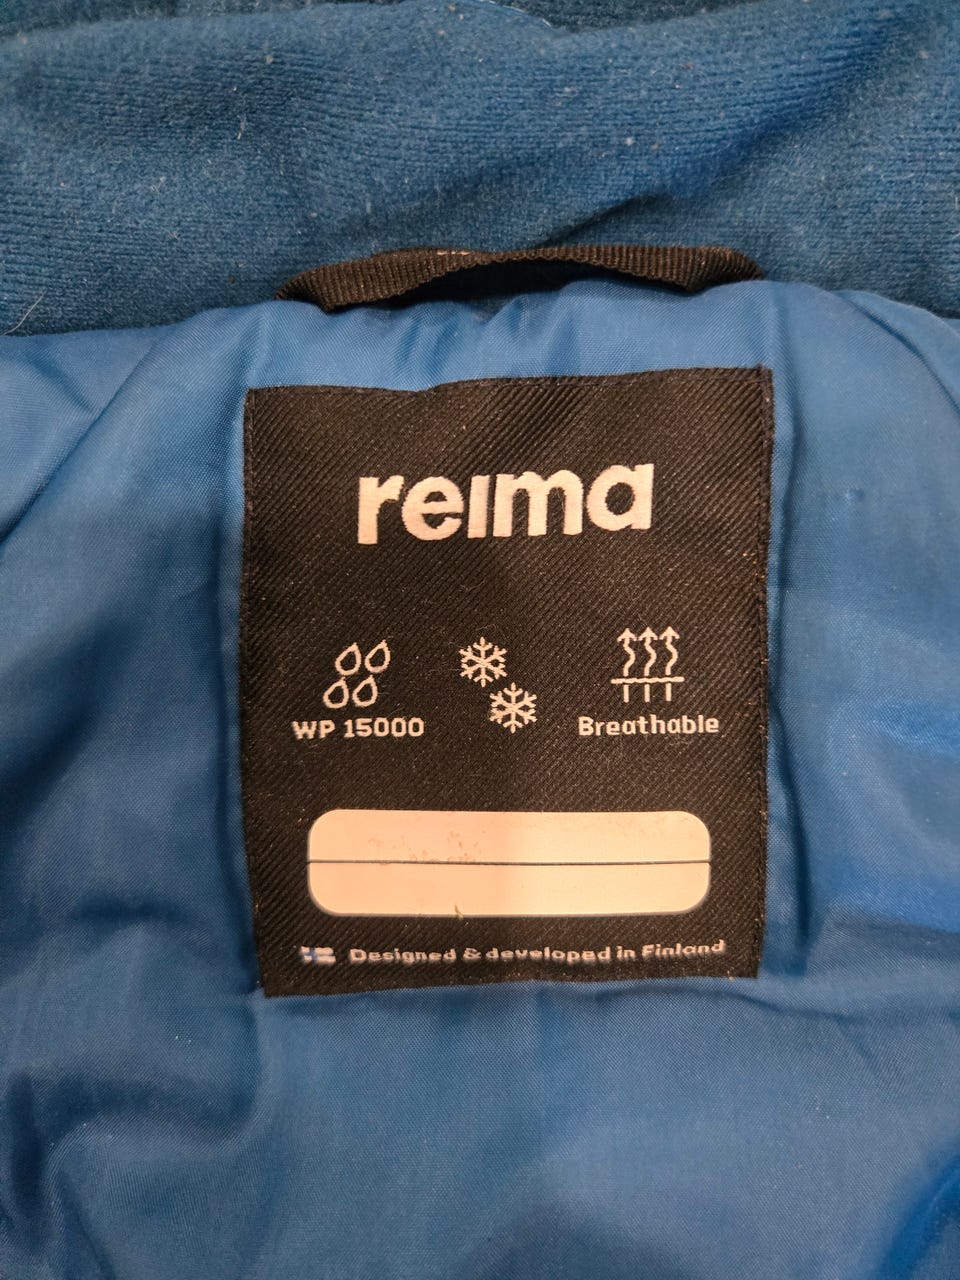 reima
WP 15000
Breathable
Designed & developed in Finland